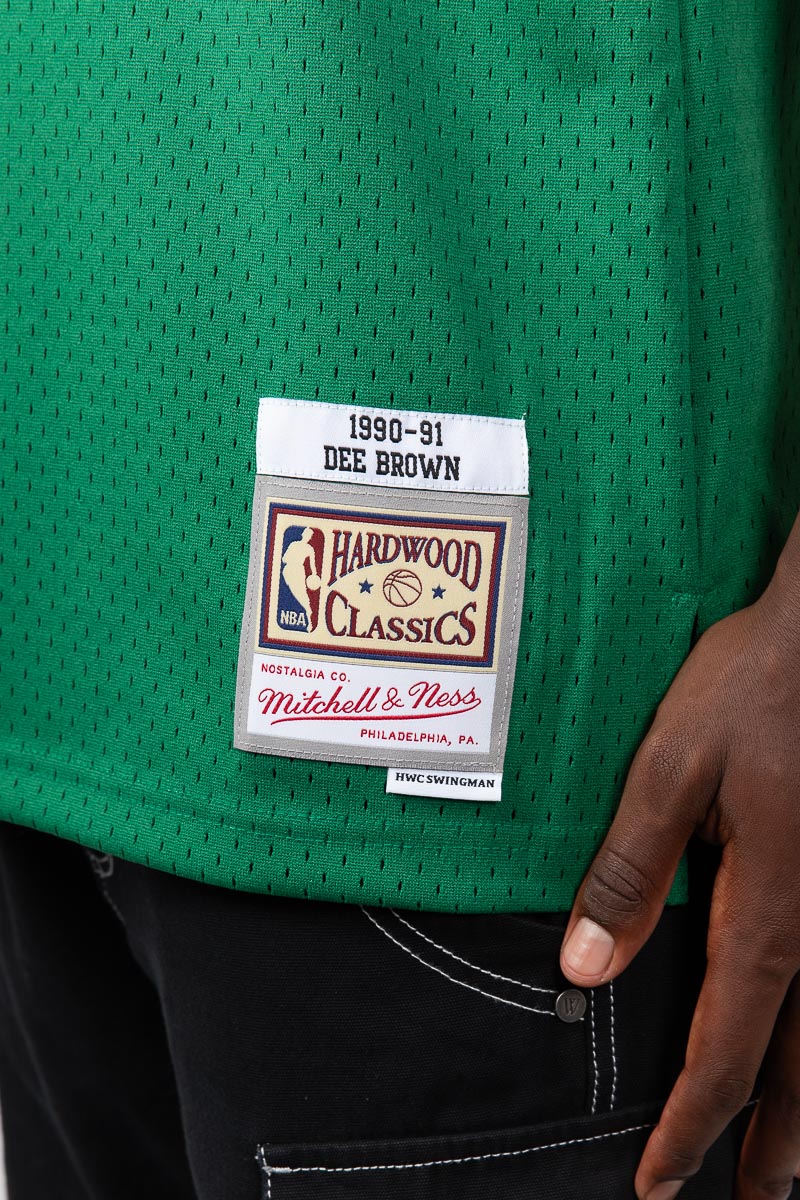 1990-91
DEE BROWN
HARDWOOD
NBA
CLASSICS
NOSTALGIA CO.
Mitchell & Ness
PHILADELPHIA, PA.
HWC SWINGMAN
W